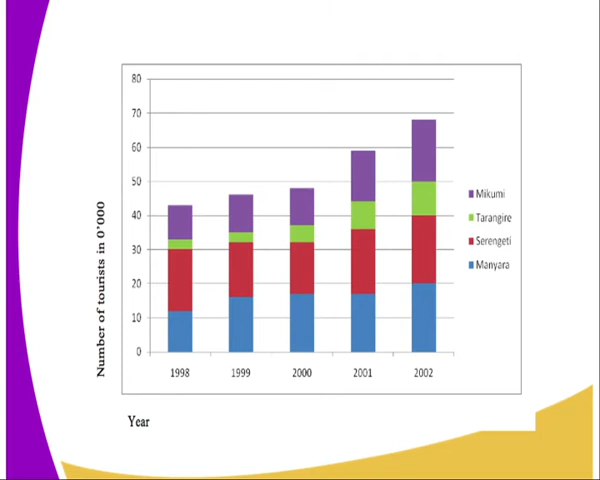 80
70
60
50
40
30
20
10
0
1998 1999 2000 2001 2002
Mikumi
Tarangire
Serengeti
Manyara
Number of tourists in 0'000
Year